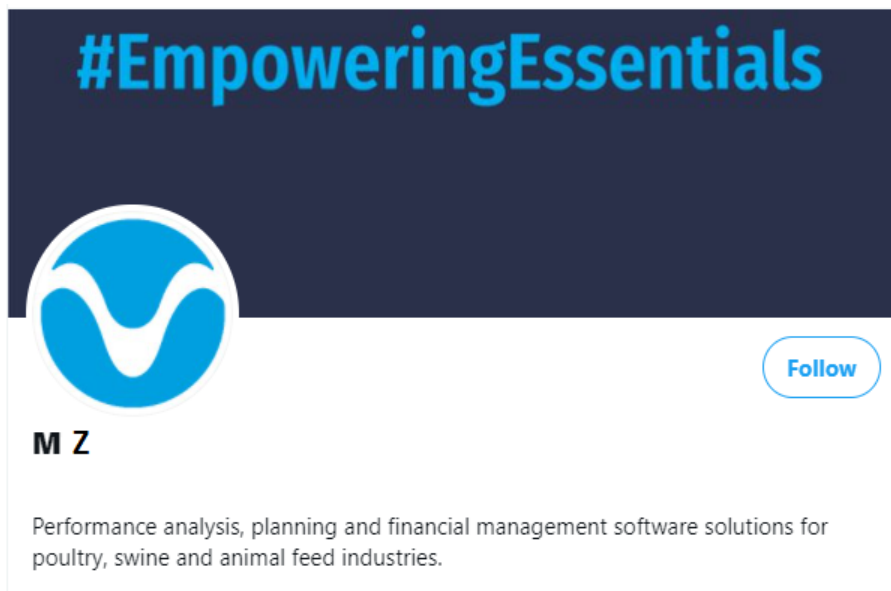 #EmpoweringEssentials
Follow
M Z
Performance analysis, planning and financial management software solutions for
poultry, swine and animal feed industries.